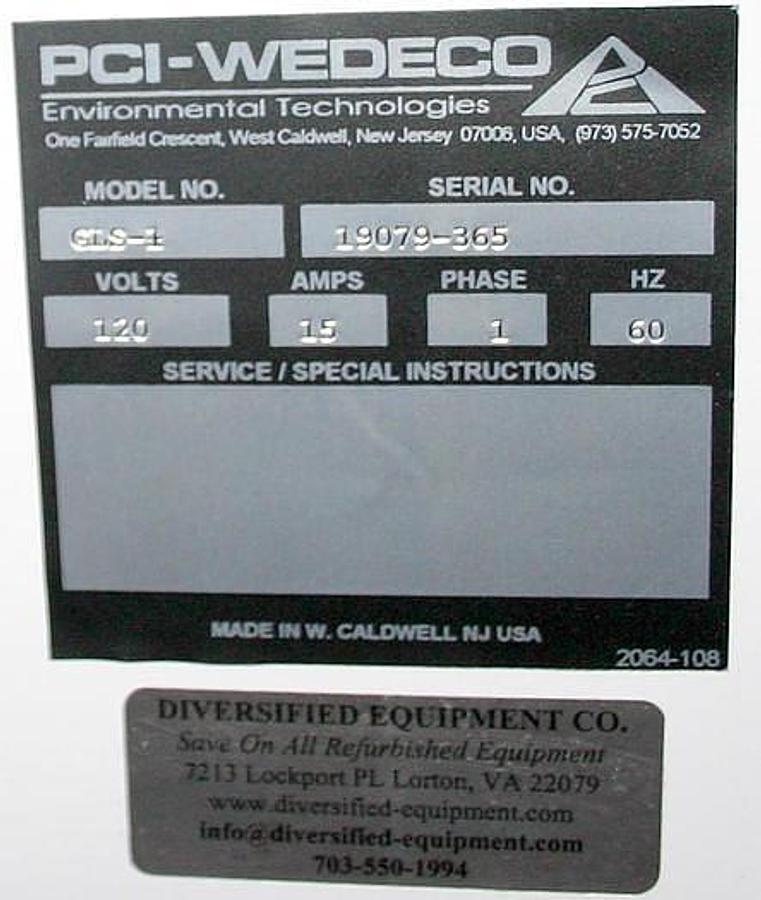 PCI-WEDECO
Environmental Technologies
One Fairfield Crescent, West Caldwell, New Jersey 07006, USA, (973) 575-7052
MODEL NO. SERIAL NO.
GLS-1 19079-365
VOLTS AMPS PHASE HZ
120 15 1 60
SERVICE / SPECIAL INSTRUCTIONS
MADE IN W. CALDWELL NJ USA
2064-108
DIVERSIFIED EQUIPMENT CO.
Save On All Refurbished Equipment
7213 Lockport PL Lorton, VA 22079
www.diversified-equipment.com
info@diversified-equipment.com
703-550-1994